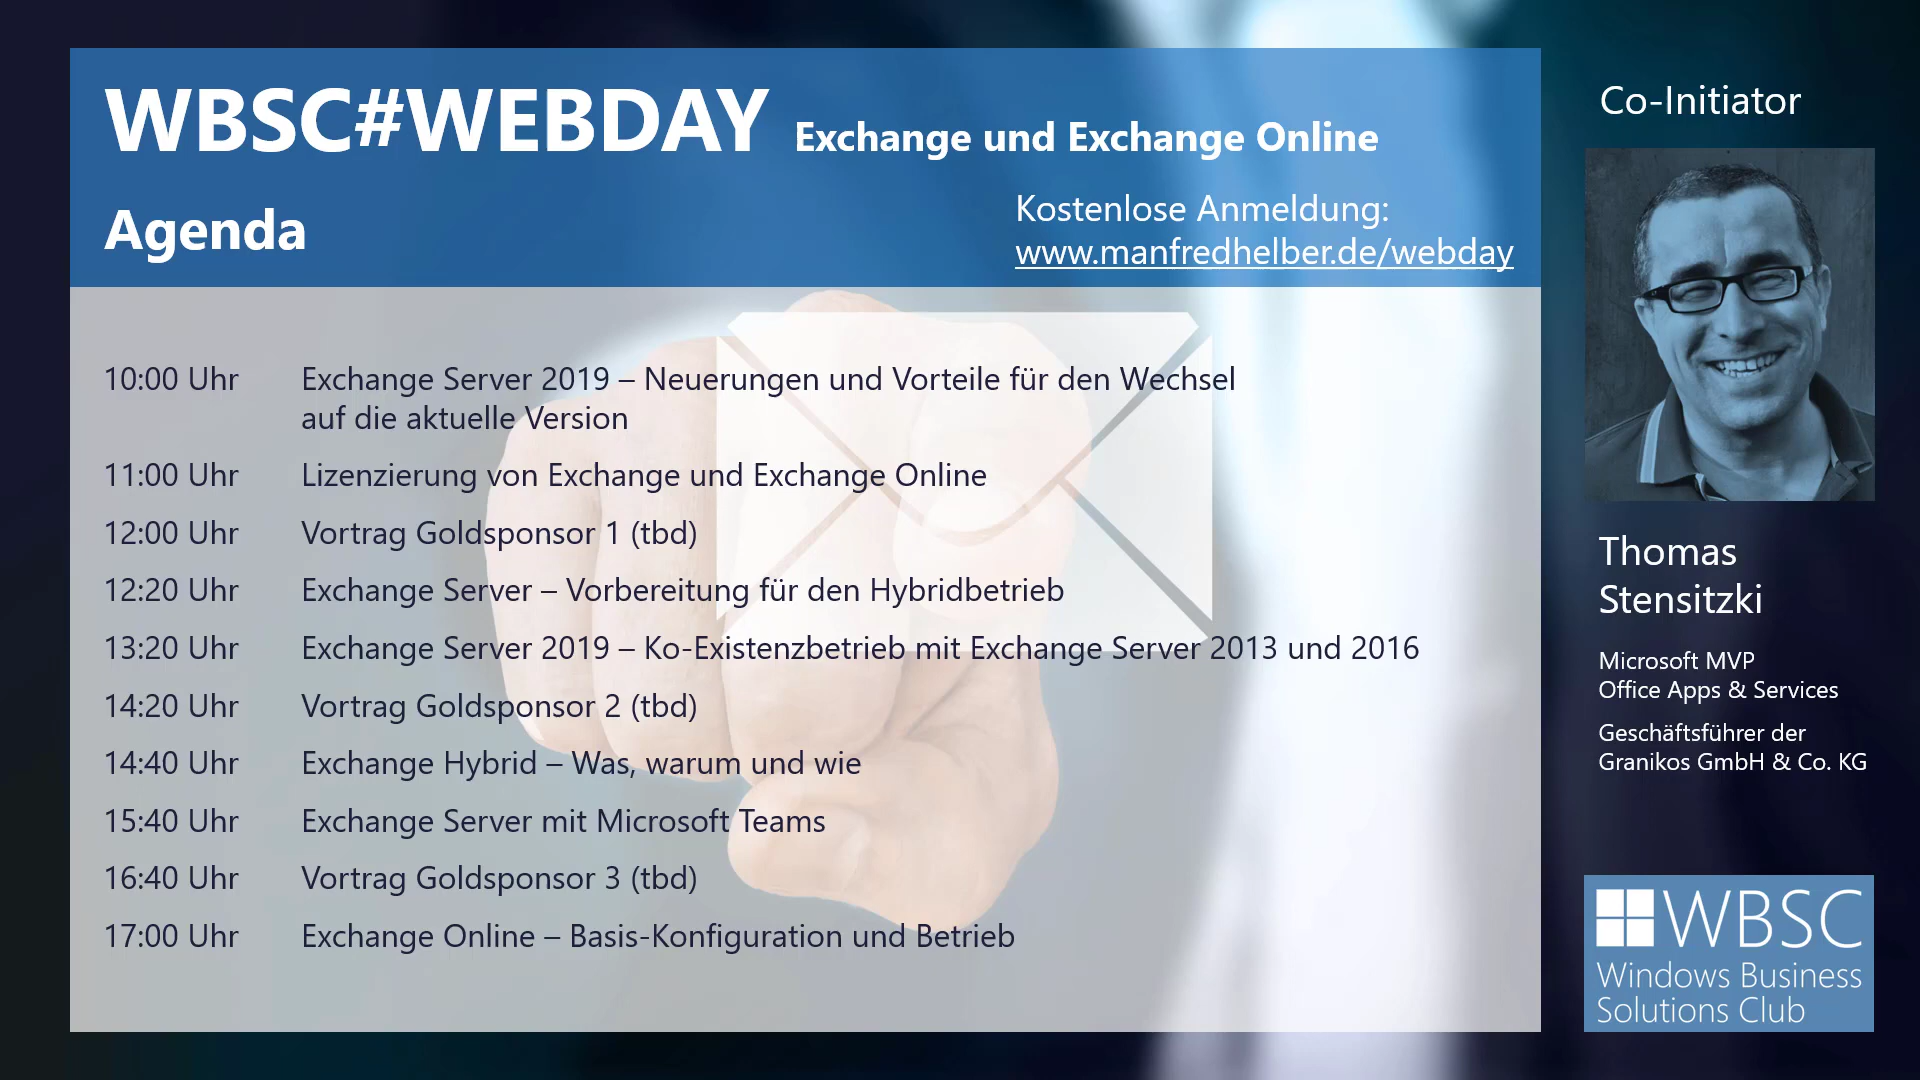 WBSC#WEBDAY Exchange und Exchange Online
Agenda
Kostenlose Anmeldung:
www.manfredhelber.de/webday
10:00 Uhr Exchange Server 2019 – Neuerungen und Vorteile für den Wechsel
auf die aktuelle Version
11:00 Uhr Lizenzierung von Exchange und Exchange Online
12:00 Uhr Vortrag Goldsponsor 1 (tbd)
12:20 Uhr Exchange Server – Vorbereitung für den Hybridbetrieb
13:20 Uhr Exchange Server 2019 – Ko-Existenzbetrieb mit Exchange Server 2013 und 2016
14:20 Uhr Vortrag Goldsponsor 2 (tbd)
14:40 Uhr Exchange Hybrid – Was, warum und wie
15:40 Uhr Exchange Server mit Microsoft Teams
16:40 Uhr Vortrag Goldsponsor 3 (tbd)
17:00 Uhr Exchange Online – Basis-Konfiguration und Betrieb
Co-Initiator
Thomas
Stensitzki
Microsoft MVP
Office Apps & Services
Geschäftsführer der
Granikos GmbH & Co. KG
WBSC
Windows Business
Solutions Club